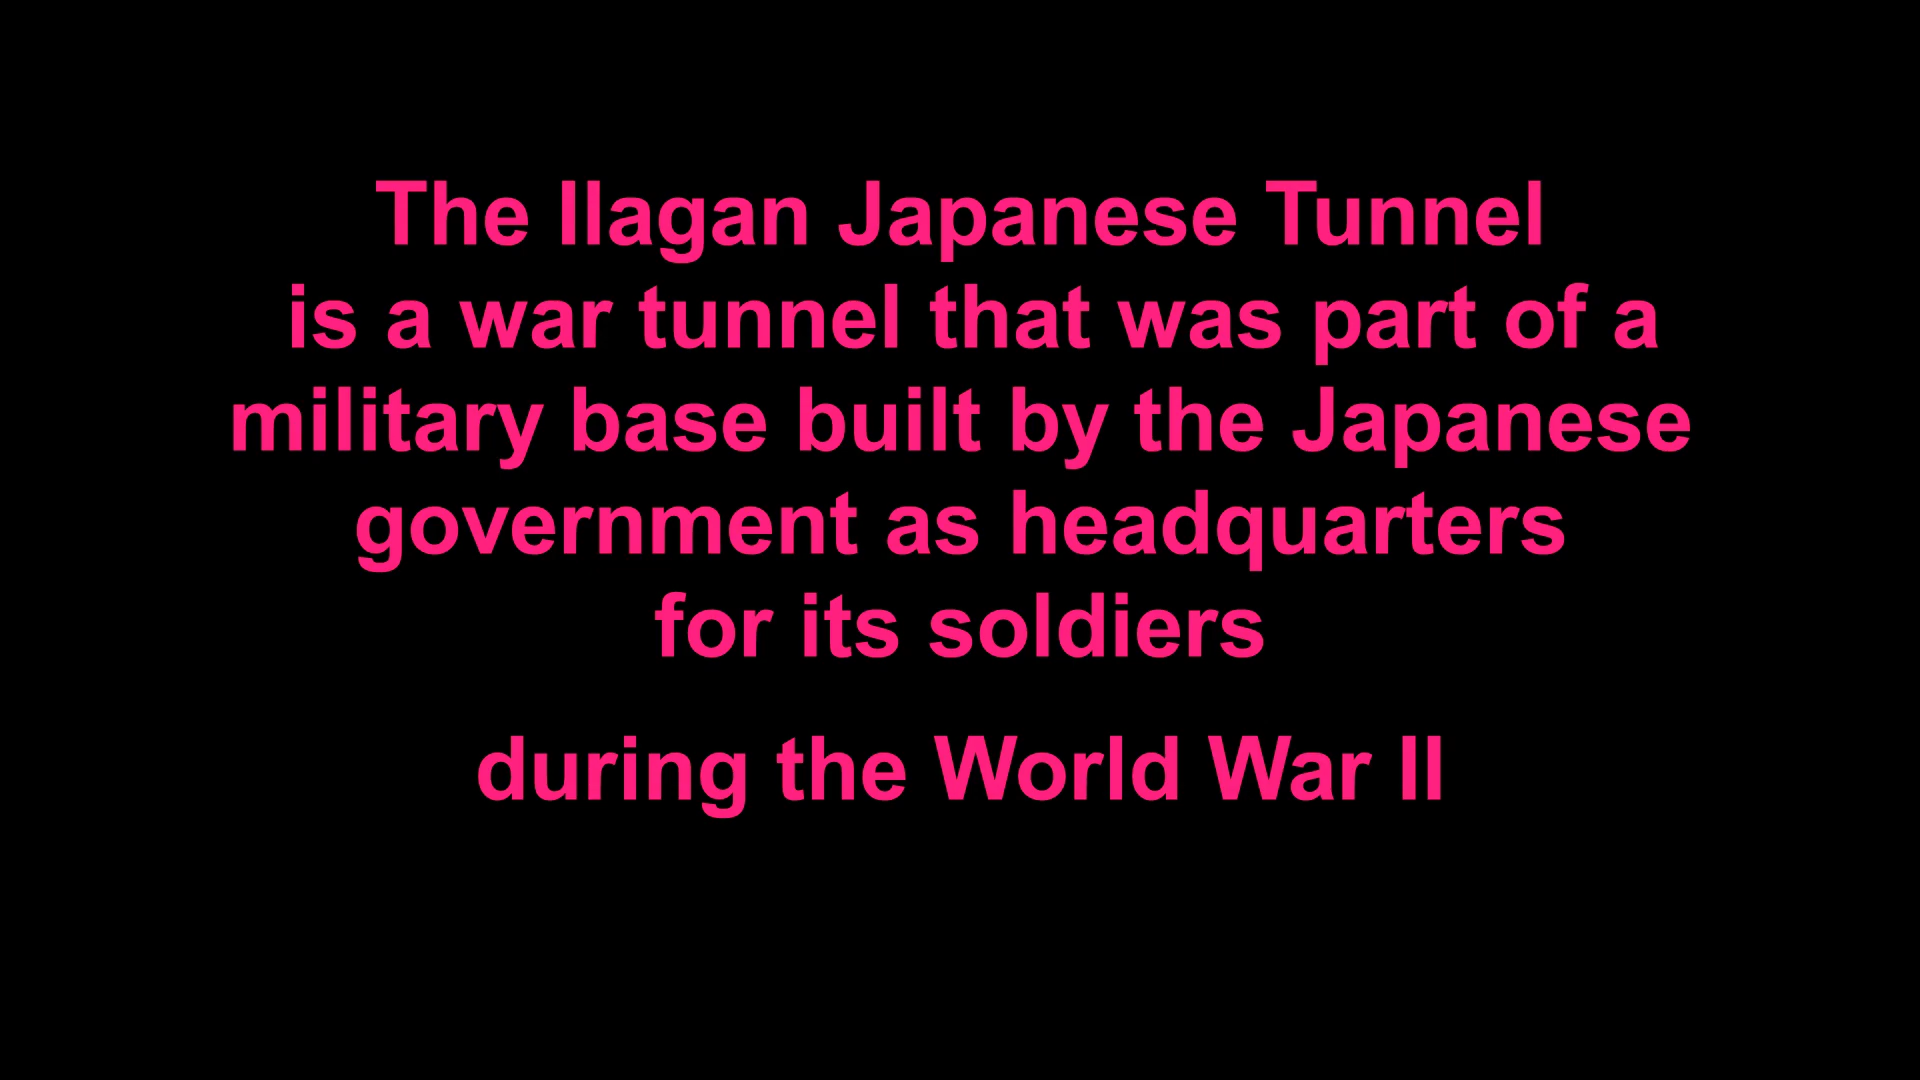 The Ilagan Japanese Tunnel
is a war tunnel that was part of a
military base built by the Japanese
government as headquarters
for its soldiers
during the World War II